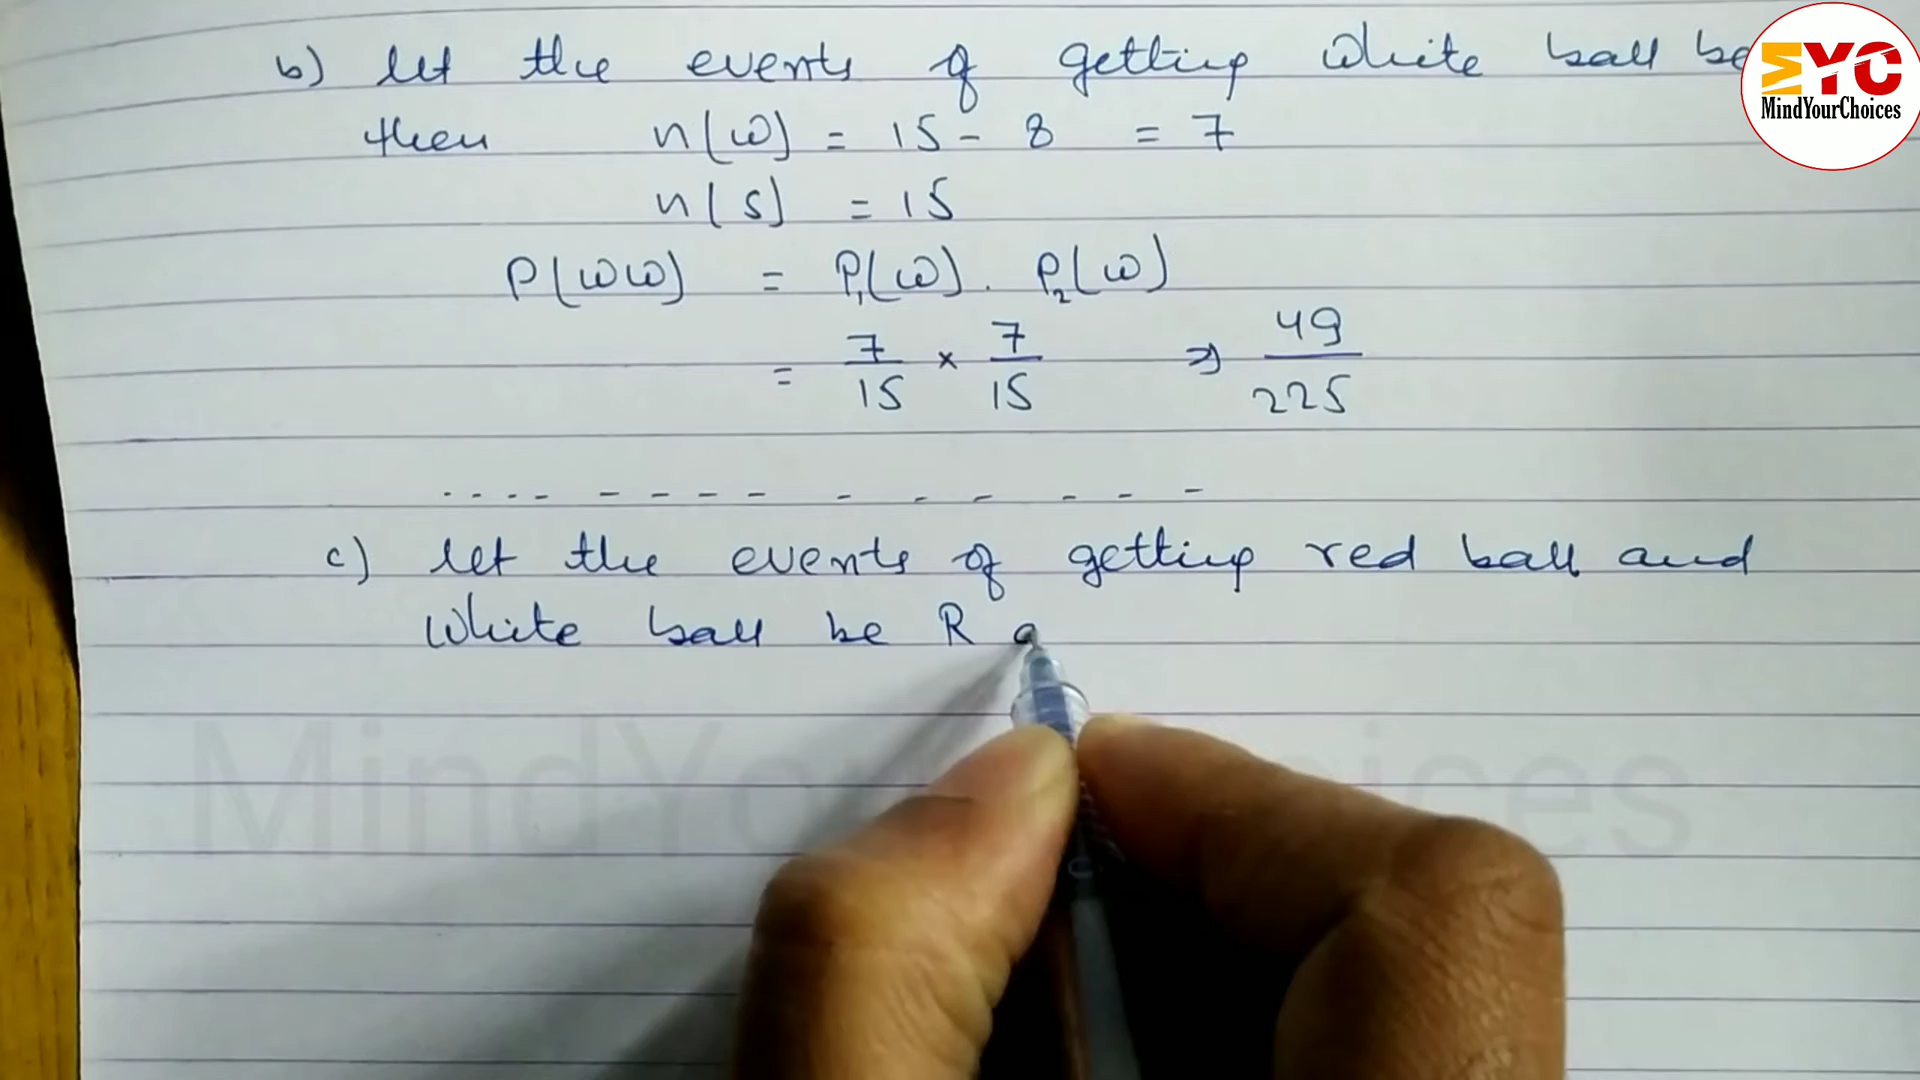 b) let the events of getting white ball be
then n(w) = 15 - 8 = 7
n(s) = 15
P(ww) = P₁(w) . P₂(w)
= 7/15 × 7/15 ⇒ 49/225
c) let the events of getting red ball and
white ball be R a
MYC
MindYourChoices
MindYourChoices